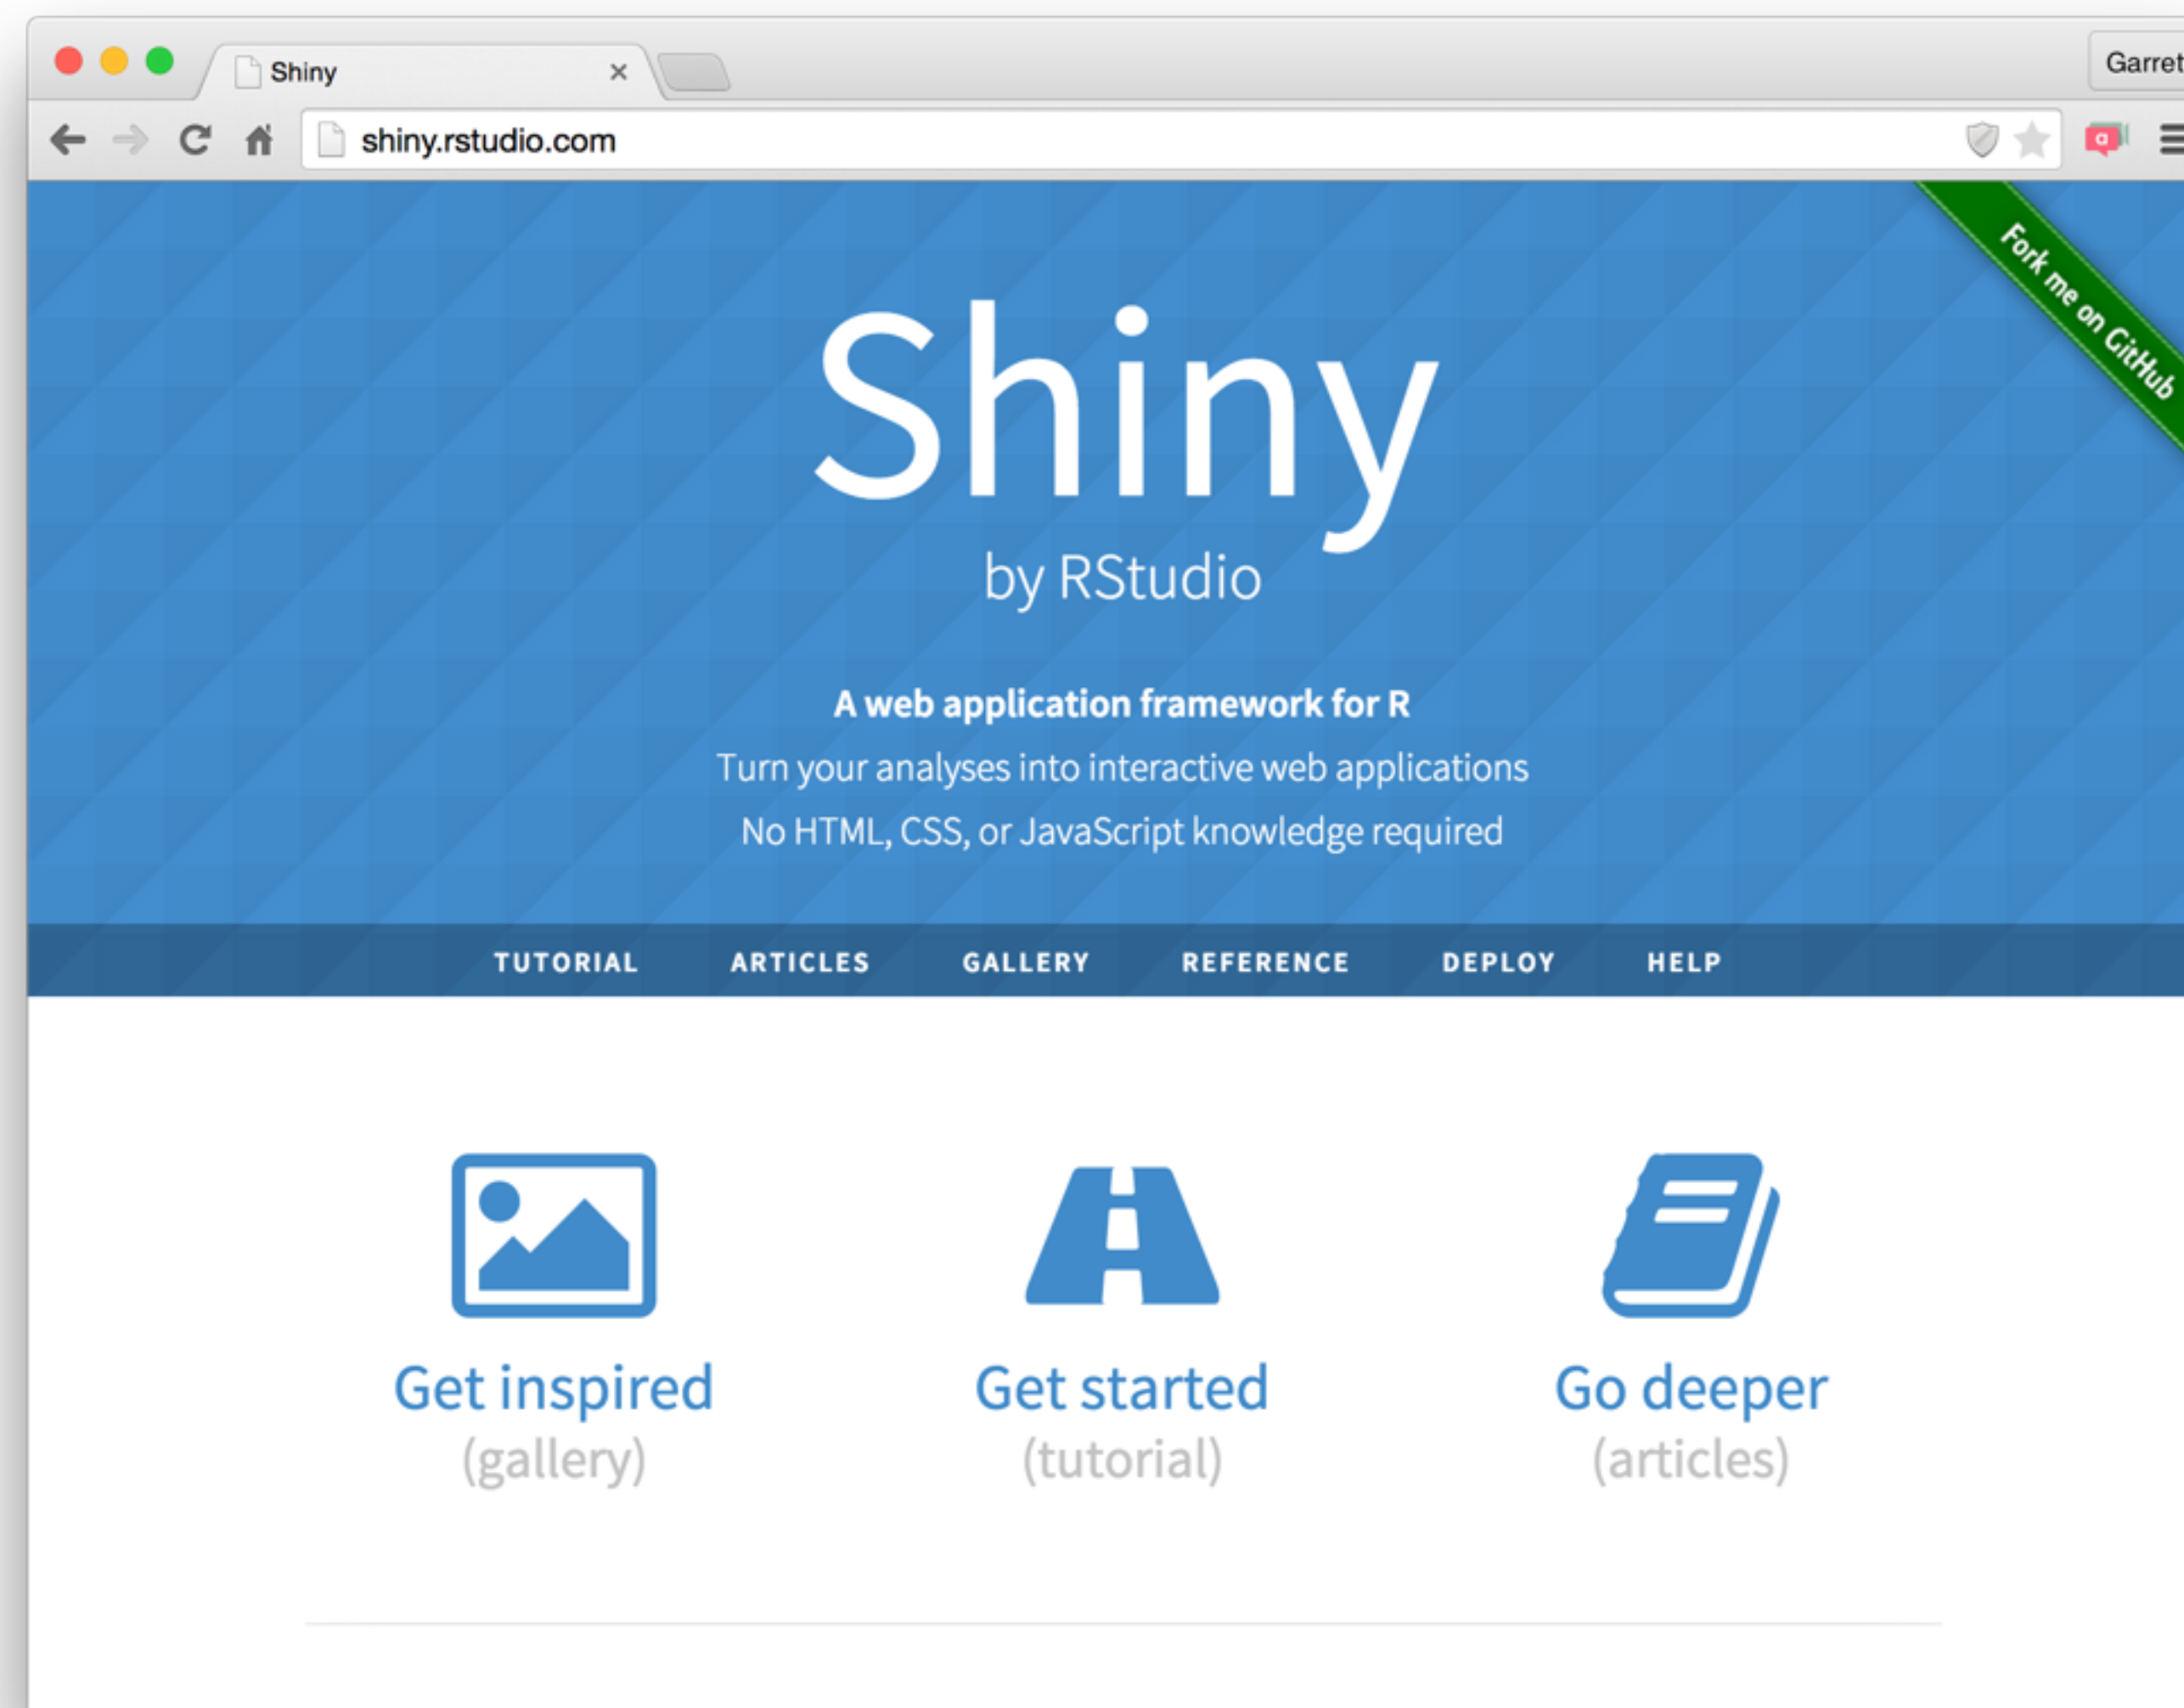 Shiny
Garret
shiny.rstudio.com
Fork me on GitHub
Shiny
by RStudio
A web application framework for R
Turn your analyses into interactive web applications
No HTML, CSS, or JavaScript knowledge required
TUTORIAL ARTICLES GALLERY REFERENCE DEPLOY HELP
Get inspired Get started Go deeper
(gallery) (tutorial) (articles)